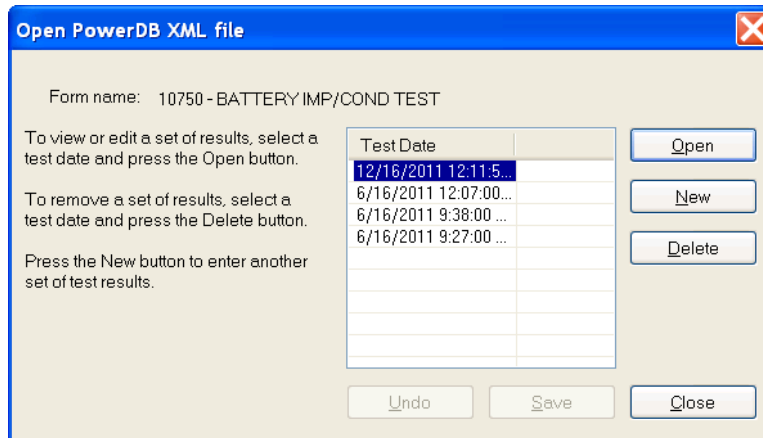 Open PowerDB XML file
Form name: 10750 - BATTERY IMP/COND TEST
To view or edit a set of results, select a
test date and press the Open button.
To remove a set of results, select a
test date and press the Delete button.
Press the New button to enter another
set of test results.
Test Date
12/16/2011 12:11:5...
6/16/2011 12:07:00...
6/16/2011 9:38:00 ...
6/16/2011 9:27:00 ...
Open
New
Delete
Undo
Save
Close